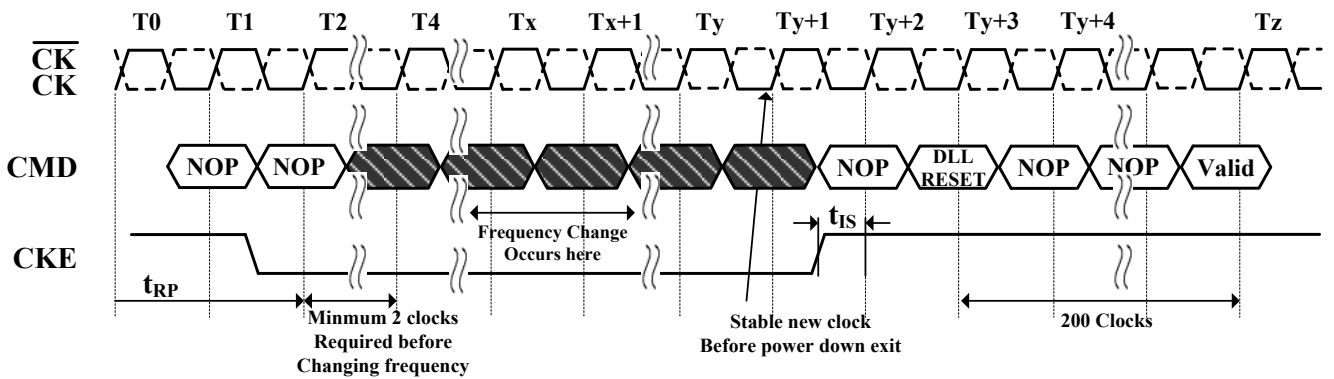 T0 T1 T2 T4 Tx Tx+1 Ty Ty+1 Ty+2 Ty+3 Ty+4 Tz
CK
CK
CMD NOP NOP NOP DLL RESET NOP NOP Valid
tIS
Frequency Change
Occurs here
CKE
tRP
Minmum 2 clocks
Required before
Changing frequency
Stable new clock
Before power down exit
200 Clocks